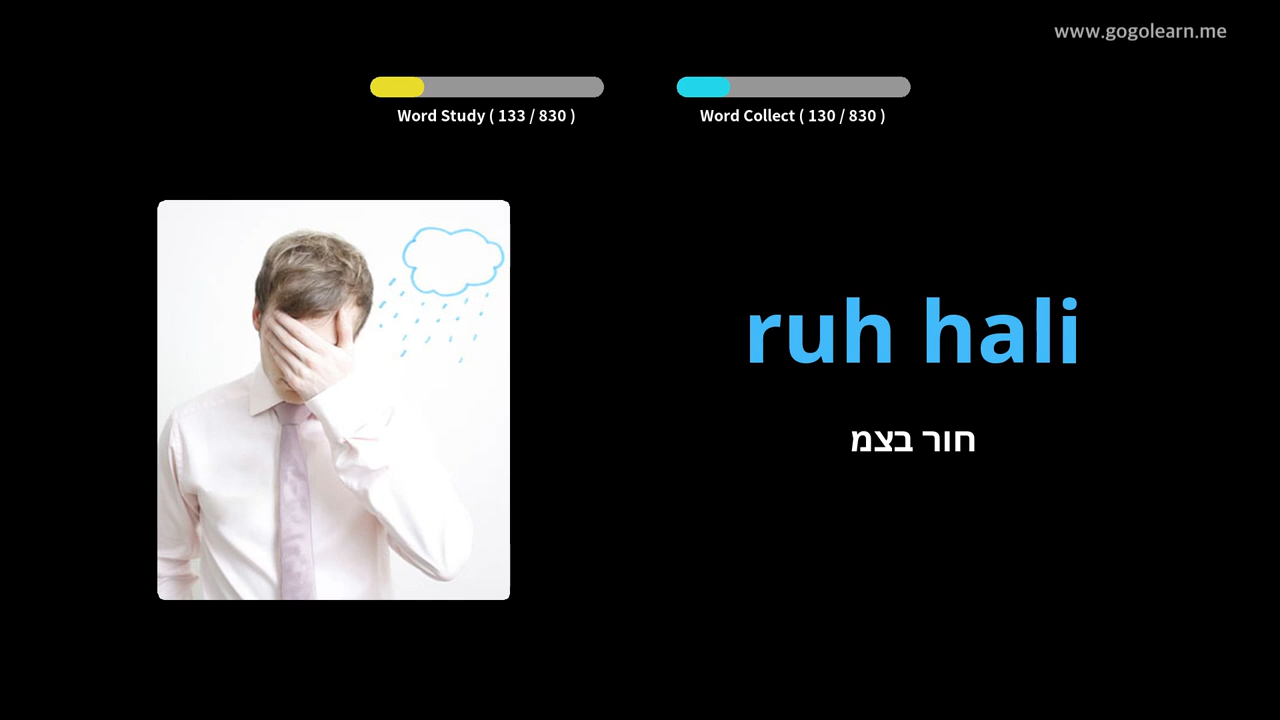 www.gogolearn.me
Word Study ( 133 / 830 )
Word Collect ( 130 / 830 )
ruh hali
חור בצמ